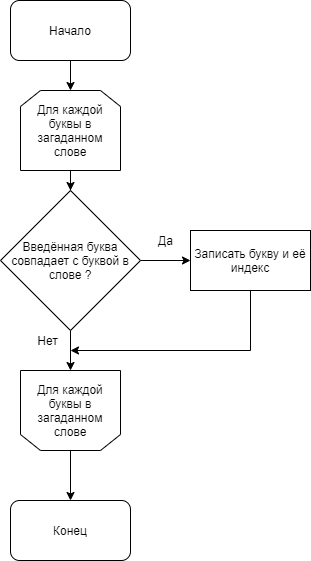 Начало
Для каждой
буквы в
загаданном
слове
Введённая буква
совпадает с буквой в
слове ?
Да
Записать букву и её
индекс
Нет
Для каждой
буквы в
загаданном
слове
Конец